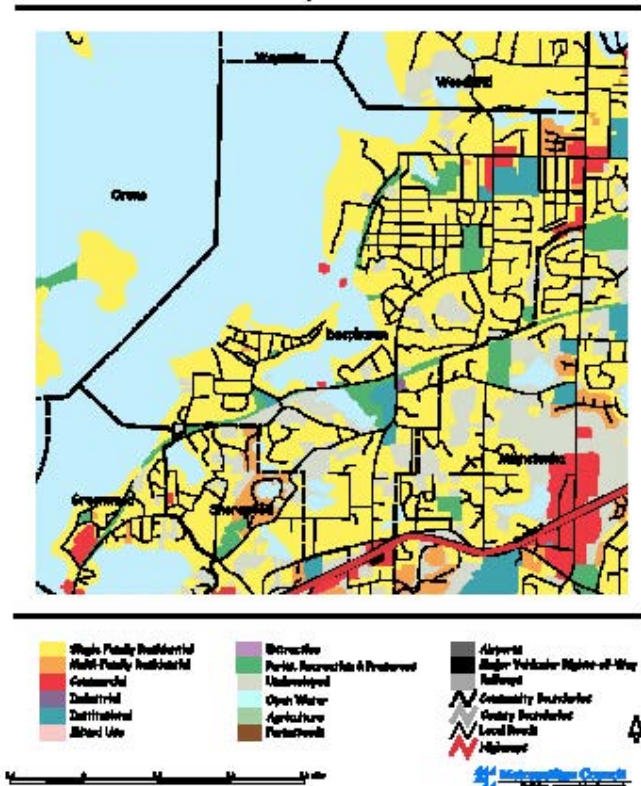 Wayzata
Woodland
Orono
Deephaven
Minnetonka
Greenwood
Shorewood
Single Family Residential
Multi-Family Residential
Commercial
Industrial
Institutional
Mixed Use
Extractive
Parks, Recreation & Preserves
Undeveloped
Open Water
Agriculture
Farmsteads
Airports
Major Vehicular Rights-of-Way
Railways
Community Boundaries
County Boundaries
Local Roads
Highways
Metropolitan Council